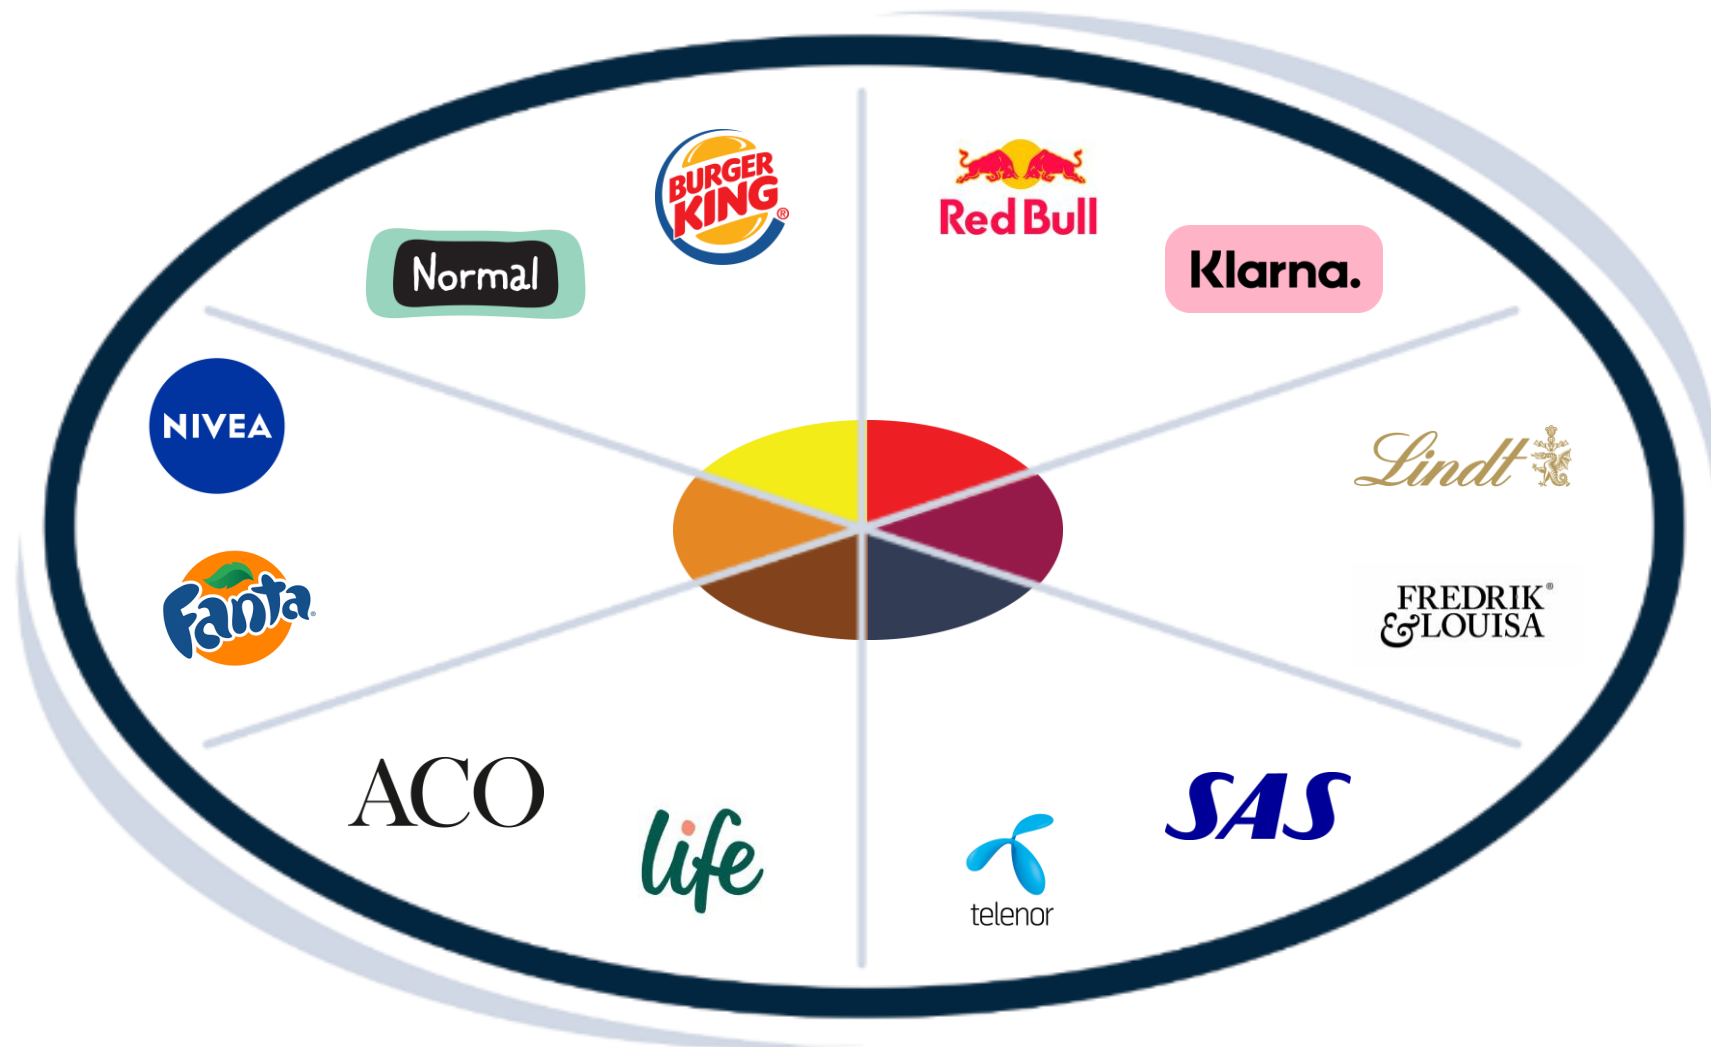 BURGER
KING®
Red Bull
Normal
Klarna.
NIVEA
Lindt
Fanta®
FREDRIK®
&LOUISA
ACO
life
SAS
telenor